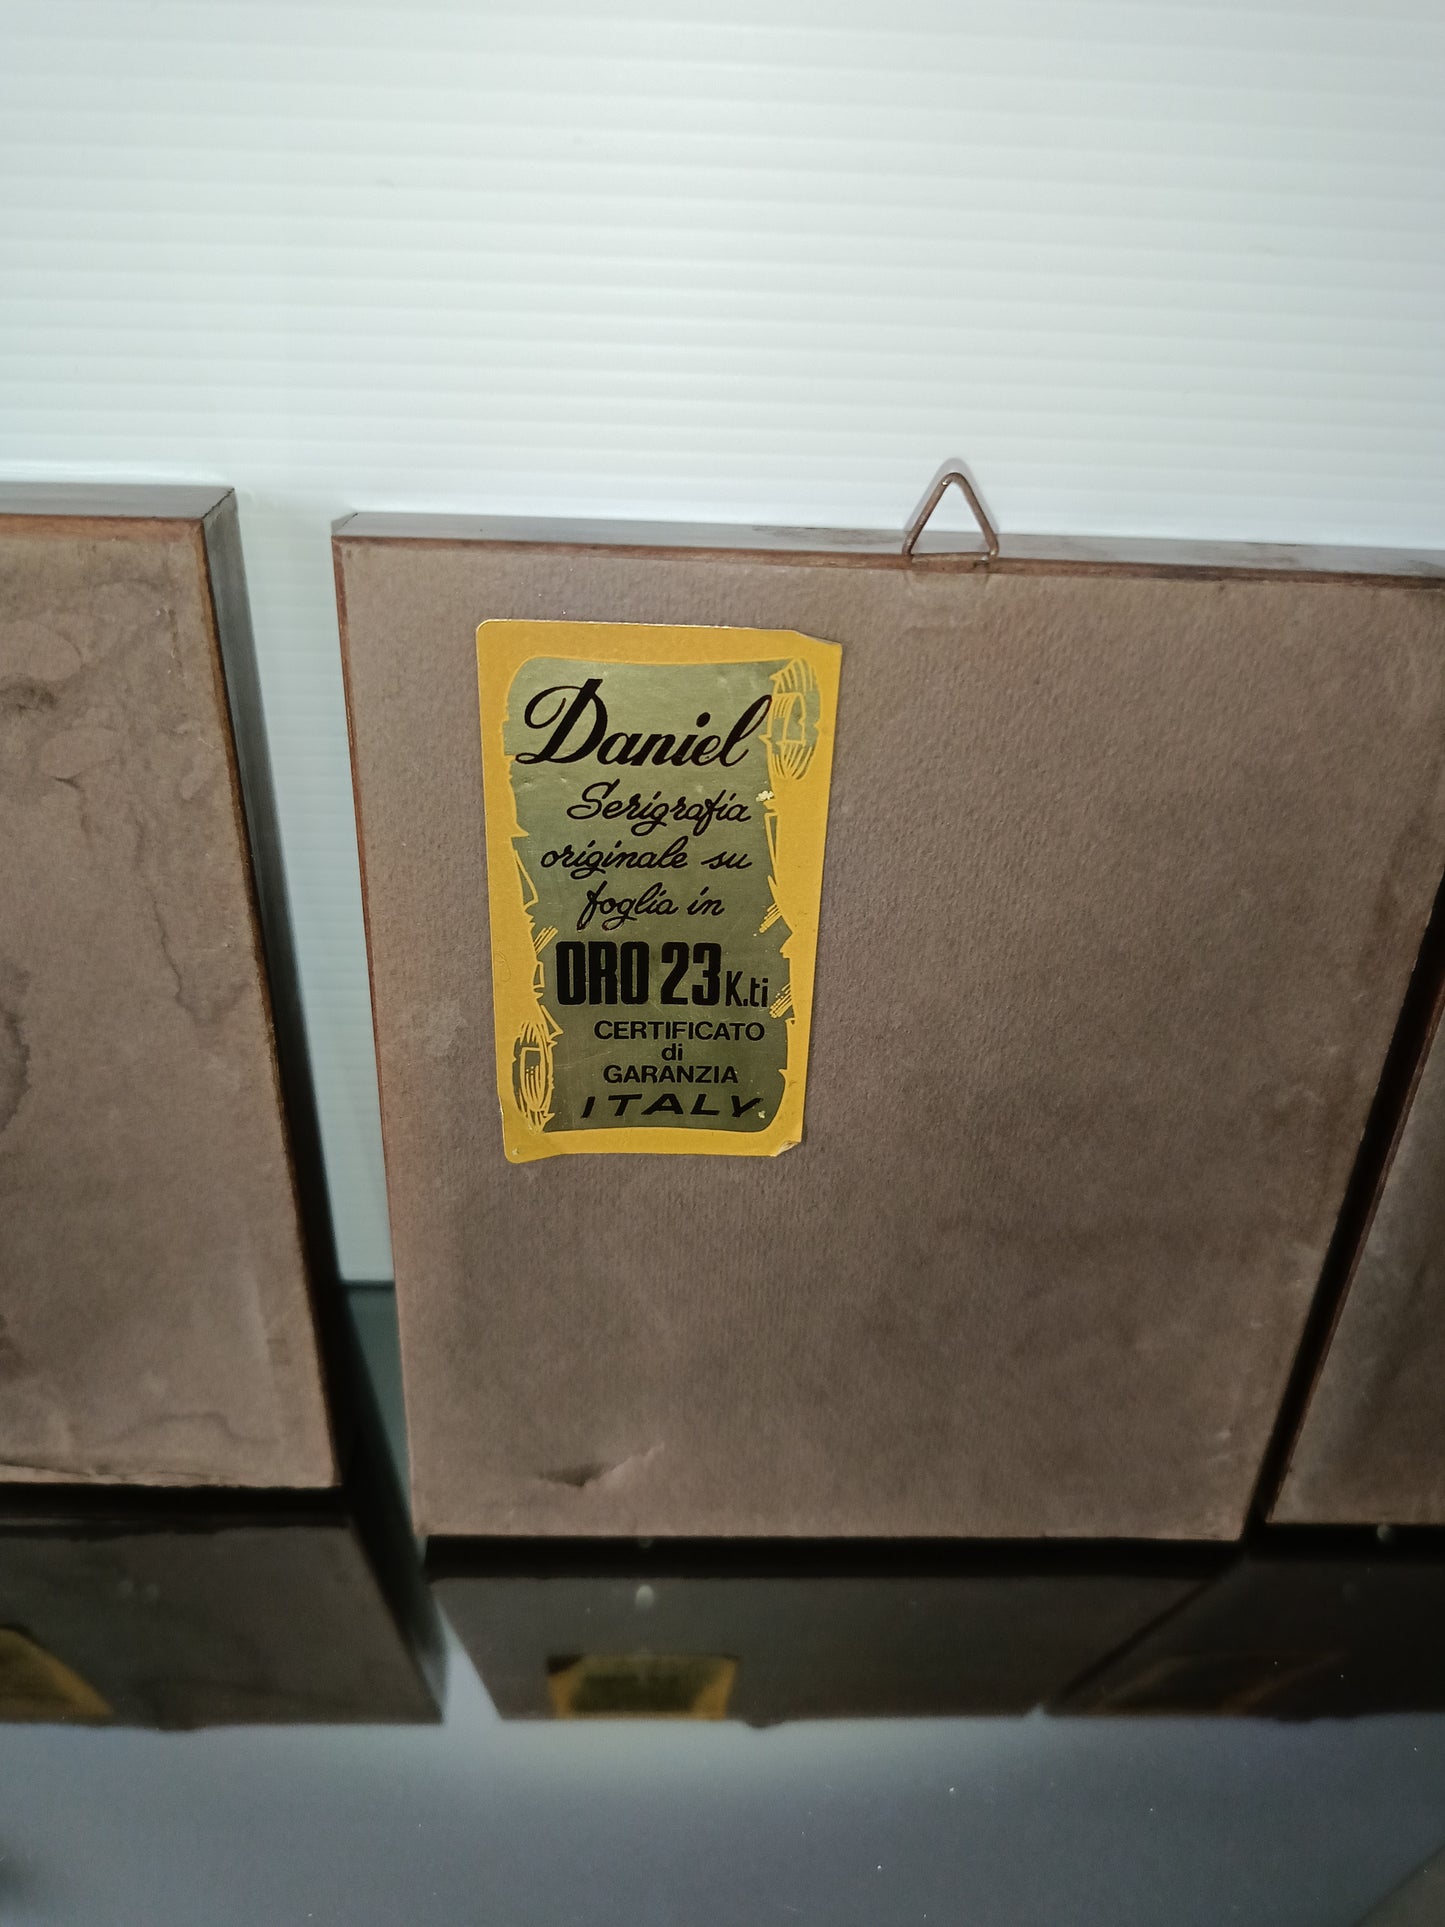 Daniel
Serigrafia
originale su
foglia in
ORO 23 K.ti
CERTIFICATO
di
GARANZIA
ITALY